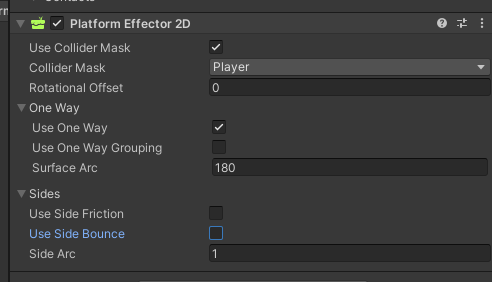 Platform Effector 2D
Use Collider Mask
Collider Mask Player
Rotational Offset 0
One Way
Use One Way
Use One Way Grouping
Surface Arc 180
Sides
Use Side Friction
Use Side Bounce
Side Arc 1